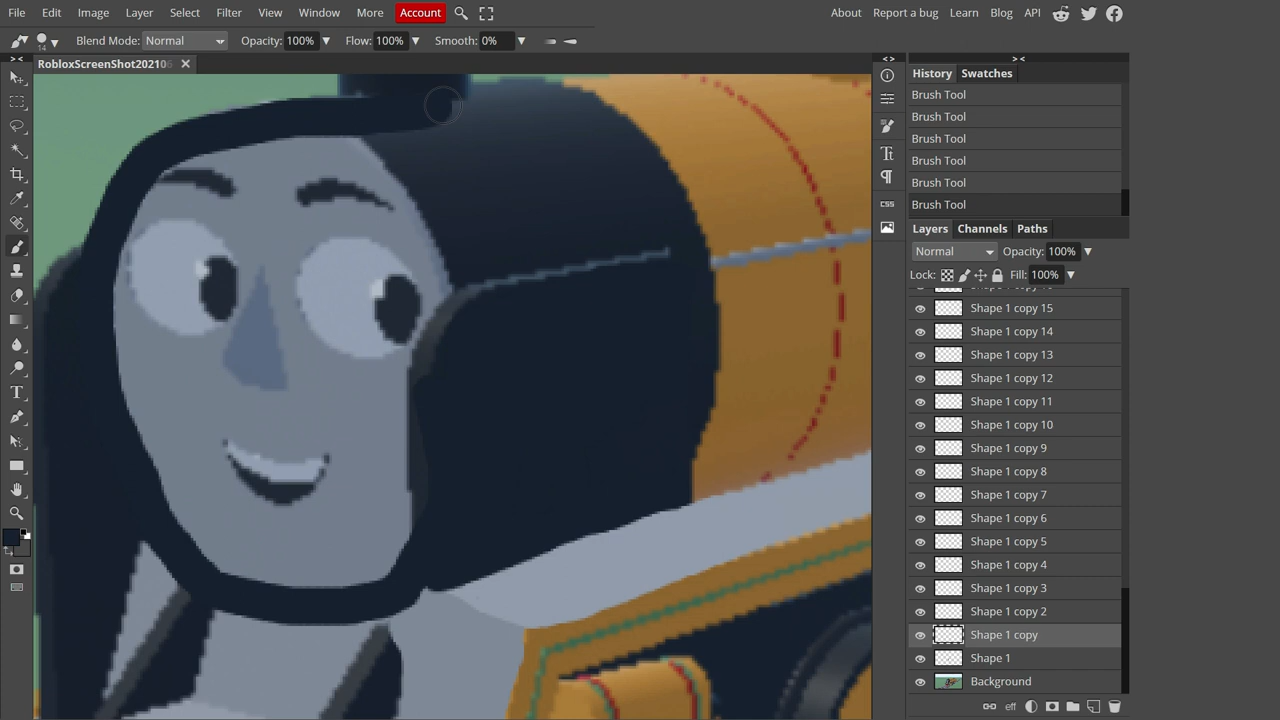 File Edit Image Layer Select Filter View Window More Account About Report a bug Learn Blog API
14 Blend Mode: Normal Opacity: 100% Flow: 100% Smooth: 0%
RobloxScreenShot202106
History Swatches
Brush Tool
Brush Tool
Brush Tool
Brush Tool
Brush Tool
Brush Tool
Layers Channels Paths
Normal Opacity: 100%
Lock: Fill: 100%
Shape 1 copy 15
Shape 1 copy 14
Shape 1 copy 13
Shape 1 copy 12
Shape 1 copy 11
Shape 1 copy 10
Shape 1 copy 9
Shape 1 copy 8
Shape 1 copy 7
Shape 1 copy 6
Shape 1 copy 5
Shape 1 copy 4
Shape 1 copy 3
Shape 1 copy 2
Shape 1 copy
Shape 1
Background
eff